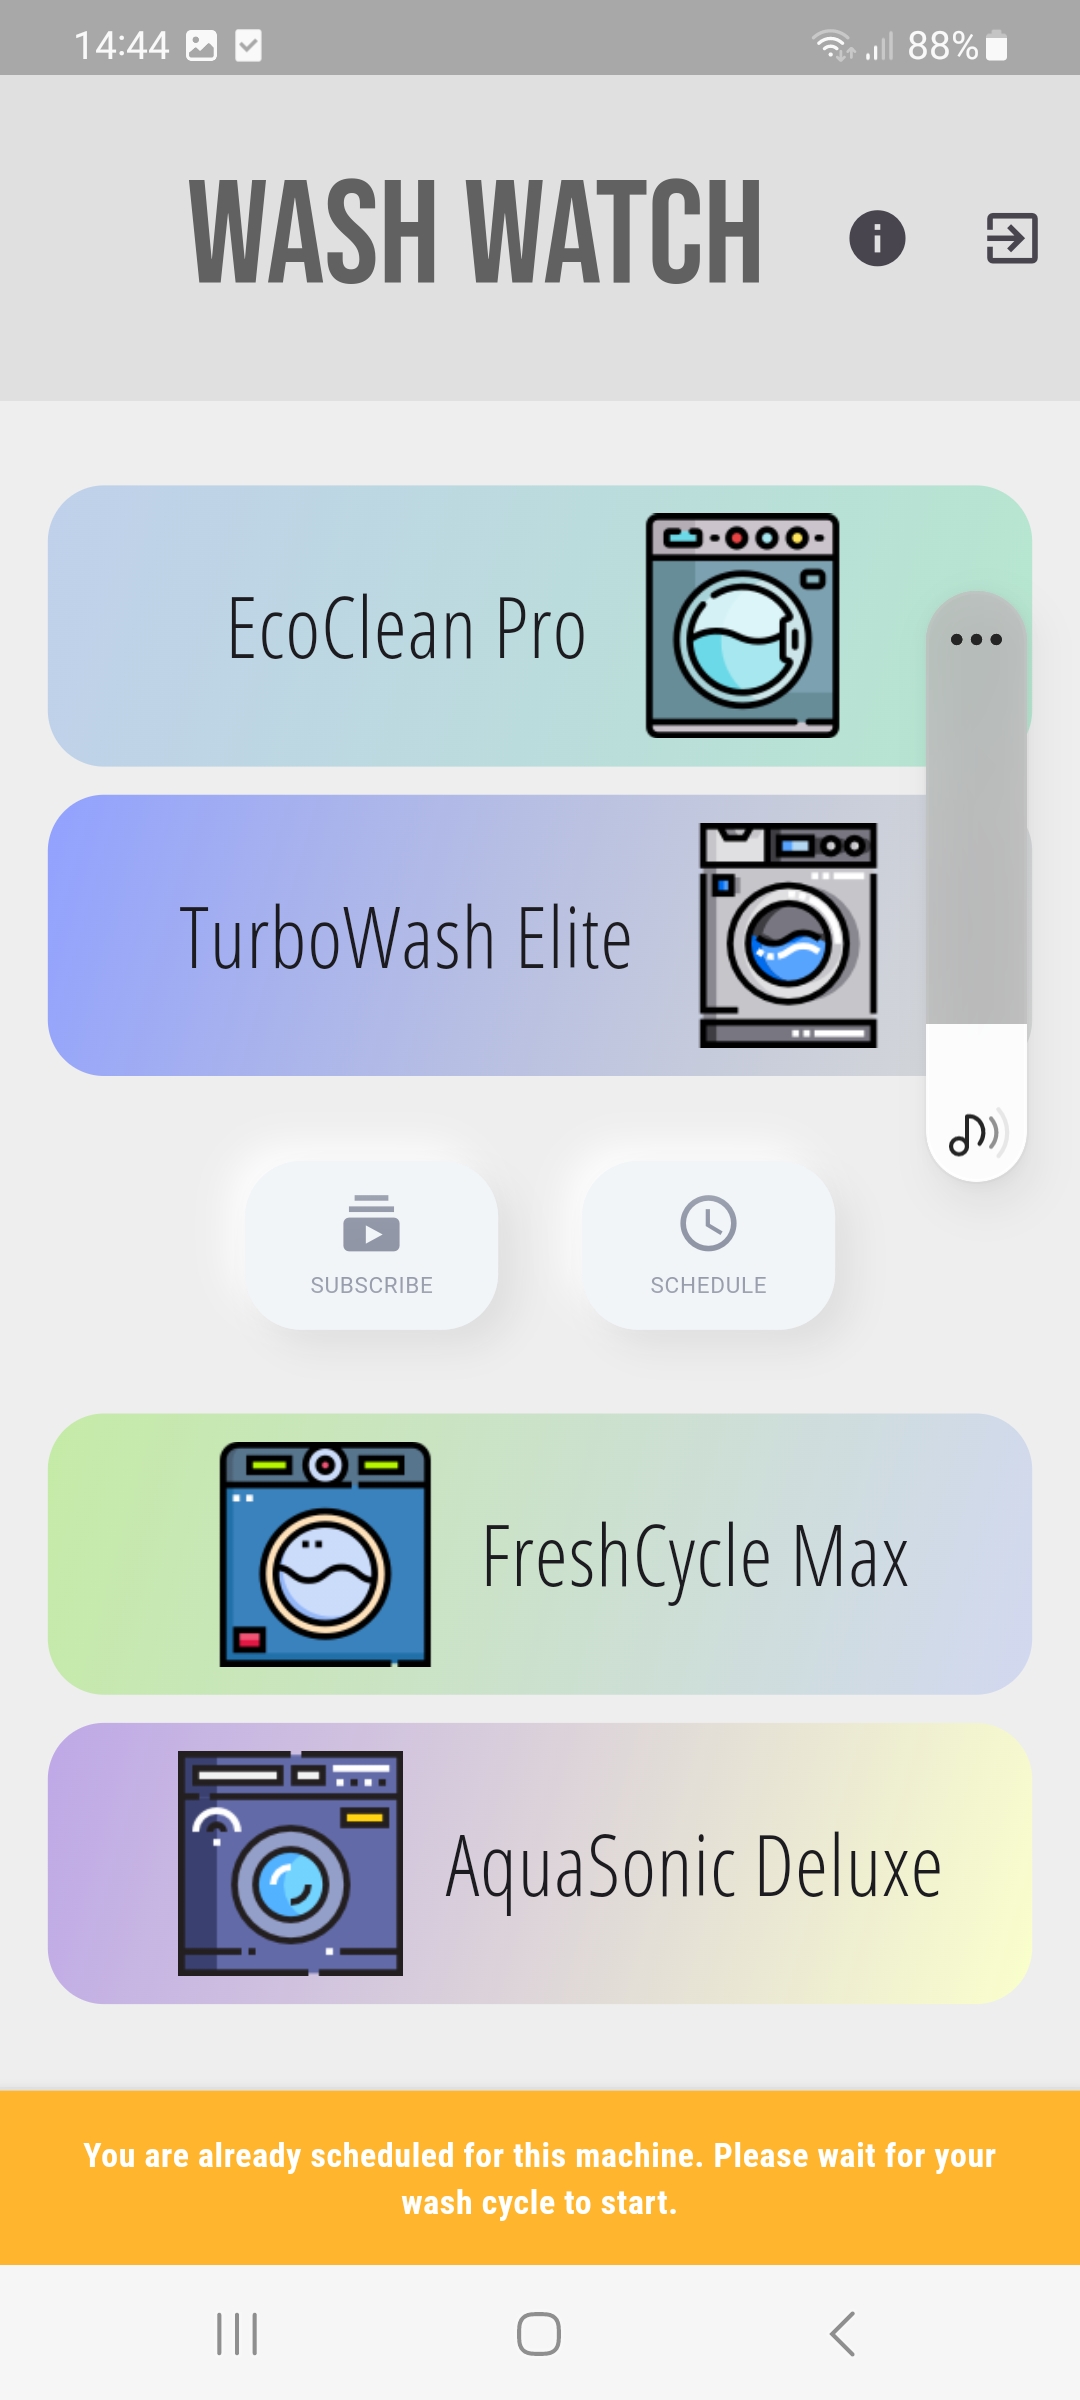 14:44
88%
WASH WATCH
EcoClean Pro
TurboWash Elite
SUBSCRIBE
SCHEDULE
FreshCycle Max
AquaSonic Deluxe
You are already scheduled for this machine. Please wait for your
wash cycle to start.